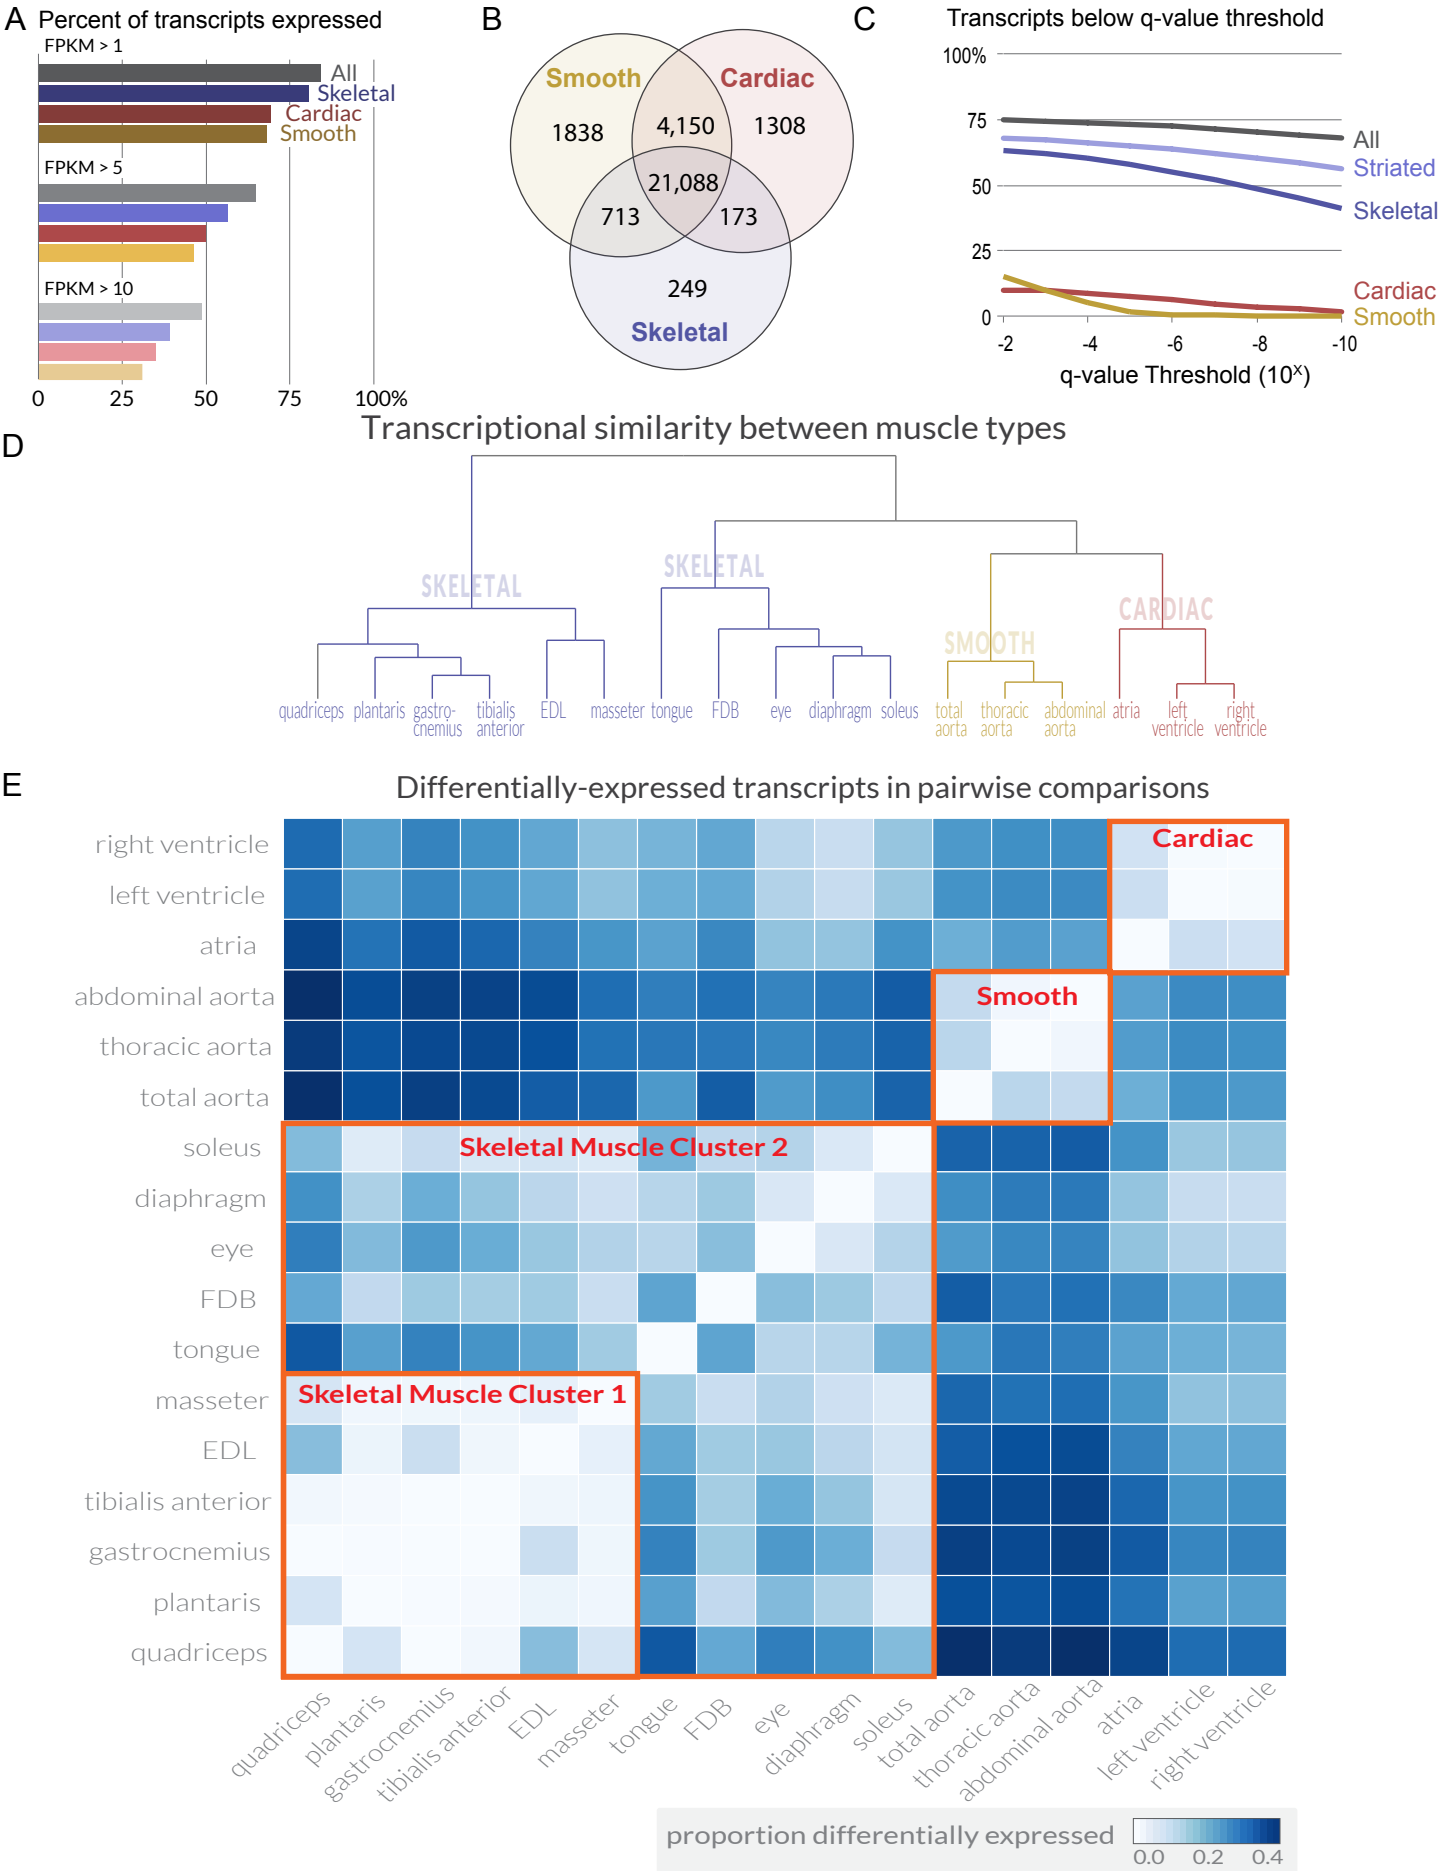 A Percent of transcripts expressed
FPKM > 1
All
Skeletal
Cardiac
Smooth
FPKM > 5
FPKM > 10
0 25 50 75 100%
B
Smooth Cardiac
1838 4,150 1308
21,088
713 173
249
Skeletal
C Transcripts below q-value threshold
100%
75
50
25
0
All
Striated
Skeletal
Cardiac
Smooth
-2 -4 -6 -8 -10
q-value Threshold (10X)
D Transcriptional similarity between muscle types
SKELETAL SKELETAL
SMOOTH CARDIAC
quadriceps plantaris gastro-cnemius tibialis anterior EDL masseter tongue FDB eye diaphragm soleus total aorta thoracic aorta abdominal aorta atria left ventricle right ventricle
E Differentially-expressed transcripts in pairwise comparisons
right ventricle
left ventricle
atria
abdominal aorta
thoracic aorta
total aorta
soleus
diaphragm
eye
FDB
tongue
masseter
EDL
tibialis anterior
gastrocnemius
plantaris
quadriceps
Cardiac
Smooth
Skeletal Muscle Cluster 2
Skeletal Muscle Cluster 1
quadriceps plantaris gastrocnemius tibialis anterior EDL masseter tongue FDB eye diaphragm soleus total aorta thoracic aorta abdominal aorta atria left ventricle right ventricle
proportion differentially expressed
0.0 0.2 0.4